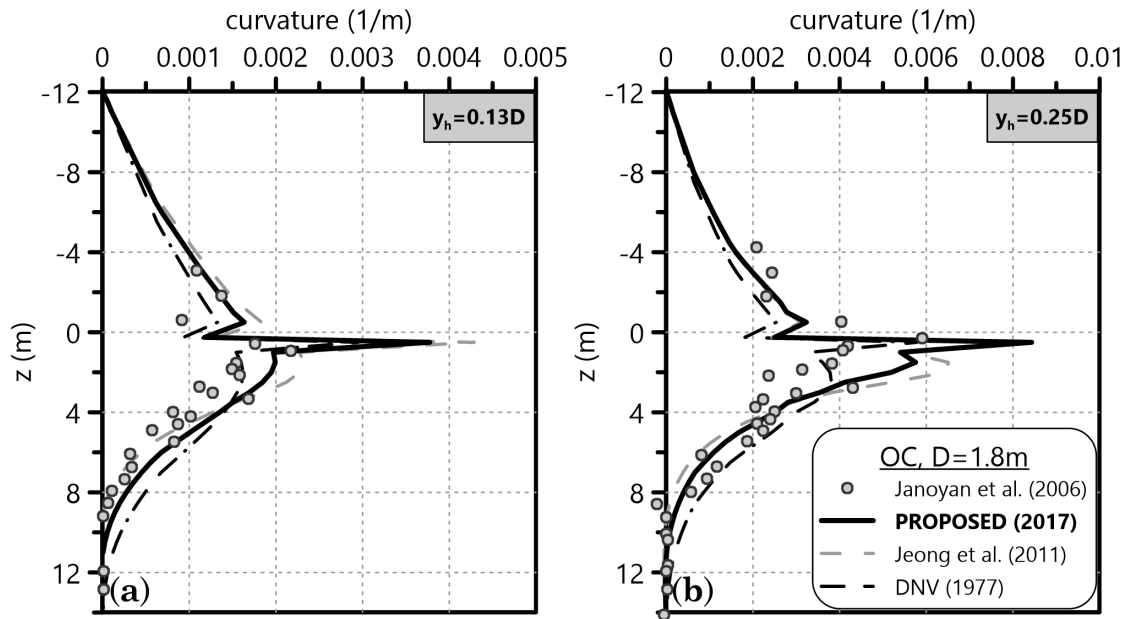 curvature (1/m)
0 0.001 0.002 0.003 0.004 0.005
-12
-8
-4
0
4
8
12
z (m)
yₕ=0.13D
(a)
curvature (1/m)
0 0.002 0.004 0.006 0.008 0.01
-12
-8
-4
0
4
8
12
z (m)
yₕ=0.25D
OC, D=1.8m
Janoyan et al. (2006)
PROPOSED (2017)
Jeong et al. (2011)
DNV (1977)
(b)